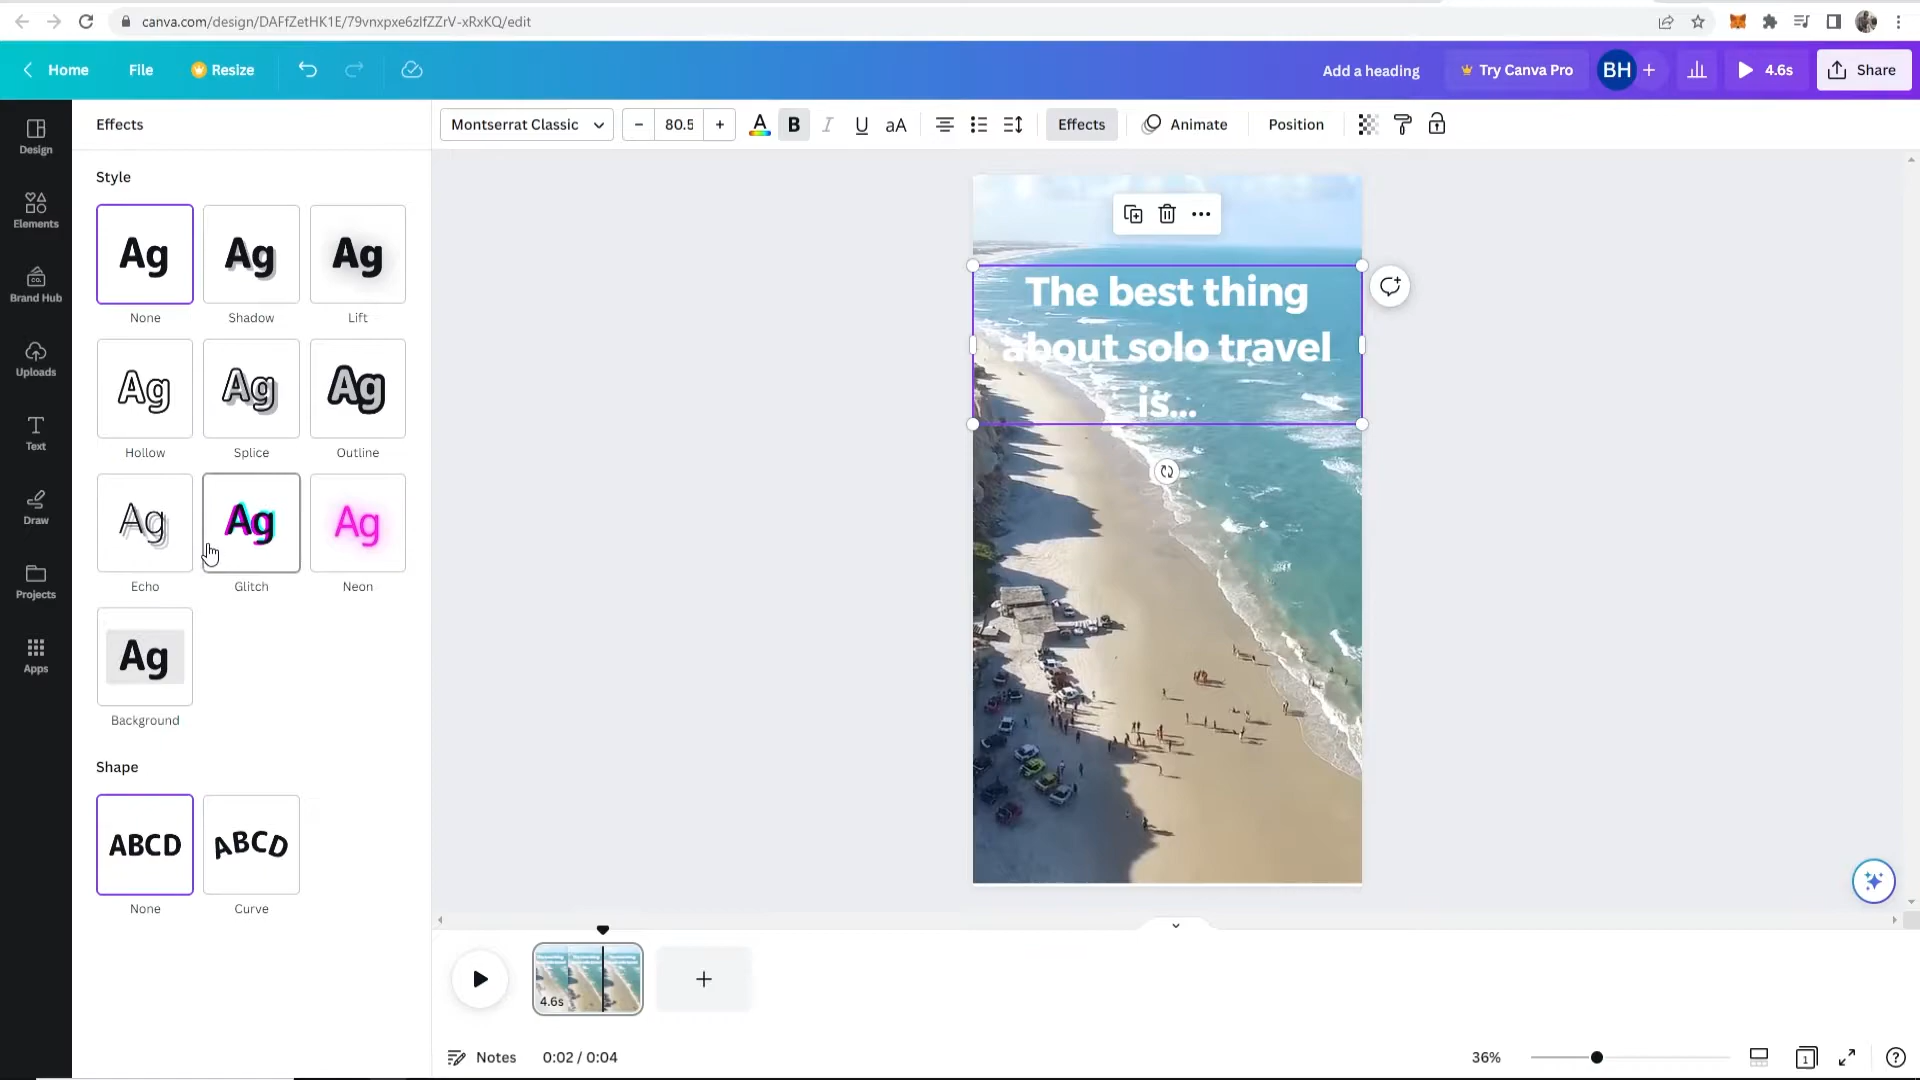 canva.com/design/DAFfZetHK1E/79vnxpxe6zIfZZrV-xRxKQ/edit
Home File Resize Add a heading Try Canva Pro BH 4.6s Share
Effects Montserrat Classic − 80.5 + A B I U aA Effects Animate Position
Design
Elements
CO.
Brand Hub
Uploads
T
Text
Draw
Projects
Apps
Style
Ag Ag Ag
None Shadow Lift
Ag Ag Ag
Hollow Splice Outline
Ag Ag Ag
Echo Glitch Neon
Ag
Background
Shape
ABCD ABCD
None Curve
The best thing
about solo travel
is...
4.6s
+
Notes 0:02 / 0:04 36% 1 ?